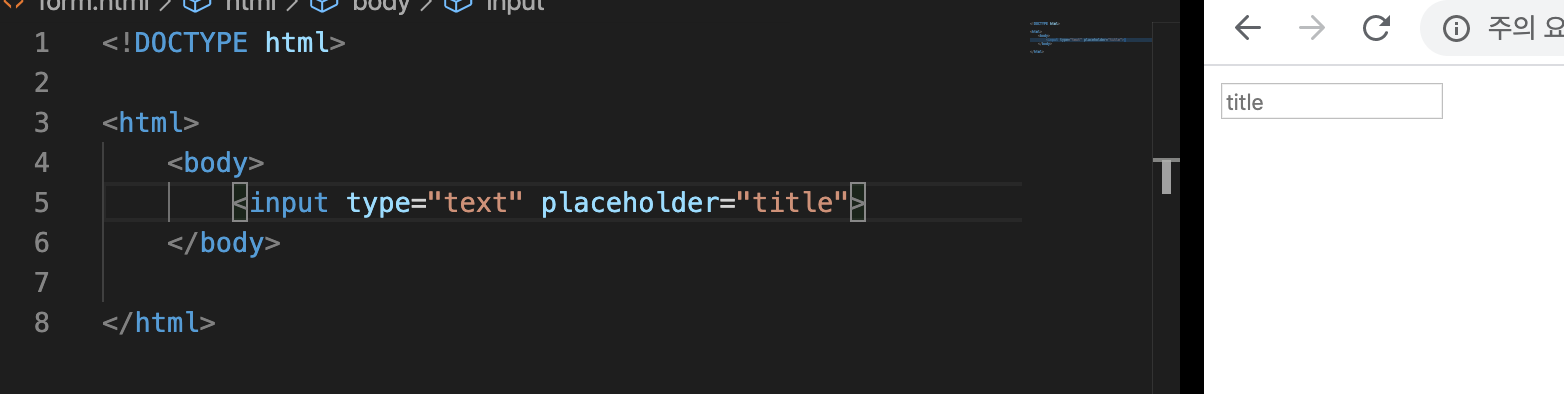 form.html > html > body > input
1 <!DOCTYPE html>
2
3 <html>
4 <body>
5 <input type="text" placeholder="title">
6 </body>
7
8 </html>
주의 요
title